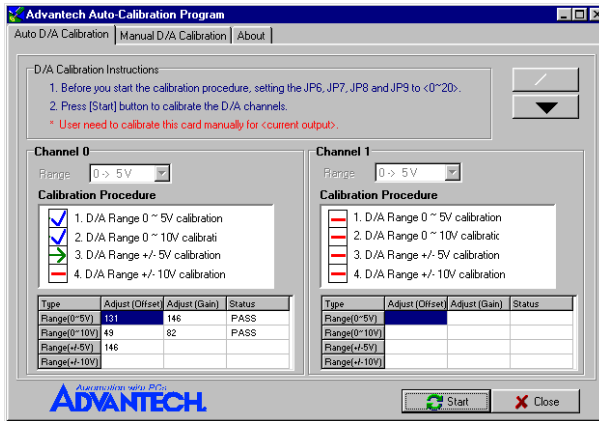 Advantech Auto-Calibration Program
Auto D/A Calibration Manual D/A Calibration About
D/A Calibration Instructions
1. Before you start the calibration procedure, setting the JP6, JP7, JP8 and JP9 to <0~20>.
2. Press [Start] button to calibrate the D/A channels.
* User need to calibrate this card manually for <current output>.
Channel 0
Range 0 -> 5V
Calibration Procedure
1. D/A Range 0 ~ 5V calibration
2. D/A Range 0 ~ 10V calibrati
3. D/A Range +/- 5V calibration
4. D/A Range +/- 10V calibration
Type Adjust (Offset) Adjust (Gain) Status
Range(0~5V) 131 146 PASS
Range(0~10V) 49 82 PASS
Range(+/-5V) 146
Range(+/-10V)
Channel 1
Range 0 -> 5V
Calibration Procedure
1. D/A Range 0 ~ 5V calibration
2. D/A Range 0 ~ 10V calibratic
3. D/A Range +/- 5V calibration
4. D/A Range +/- 10V calibration
Type Adjust (Offset) Adjust (Gain) Status
Range(0~5V)
Range(0~10V)
Range(+/-5V)
Range(+/-10V)
Automation with PCs
ADVANTECH.
Start
Close